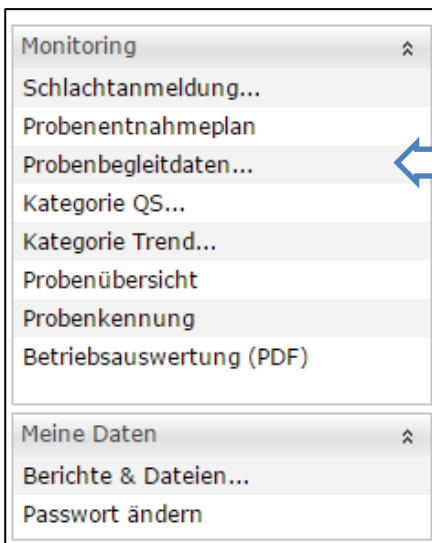 Monitoring
Schlachtanmeldung...
Probenentnahmeplan
Probenbegleitdaten...
Kategorie QS...
Kategorie Trend...
Probenübersicht
Probenkennung
Betriebsauswertung (PDF)
Meine Daten
Berichte & Dateien...
Passwort ändern